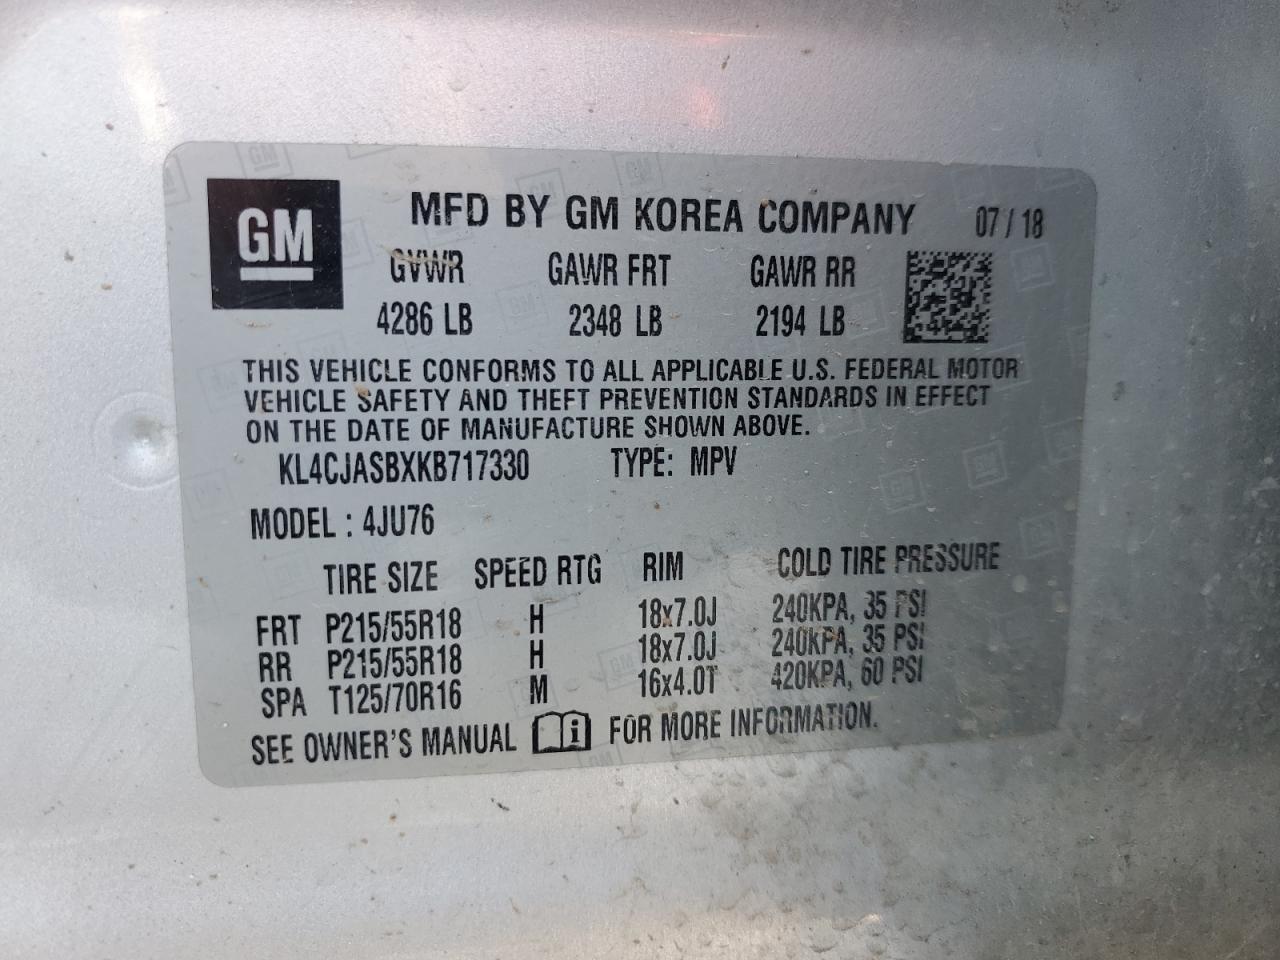 GM
MFD BY GM KOREA COMPANY 07/18
GVWR GAWR FRT GAWR RR
4286 LB 2348 LB 2194 LB
THIS VEHICLE CONFORMS TO ALL APPLICABLE U.S. FEDERAL MOTOR
VEHICLE SAFETY AND THEFT PREVENTION STANDARDS IN EFFECT
ON THE DATE OF MANUFACTURE SHOWN ABOVE.
KL4CJASBXKB717330 TYPE: MPV
MODEL : 4JU76
TIRE SIZE SPEED RTG RIM COLD TIRE PRESSURE
FRT P215/55R18 H 18x7.0J 240KPA, 35 PSI
RR P215/55R18 H 18x7.0J 240KPA, 35 PSI
SPA T125/70R16 M 16x4.0T 420KPA, 60 PSI
SEE OWNER'S MANUAL i FOR MORE INFORMATION.